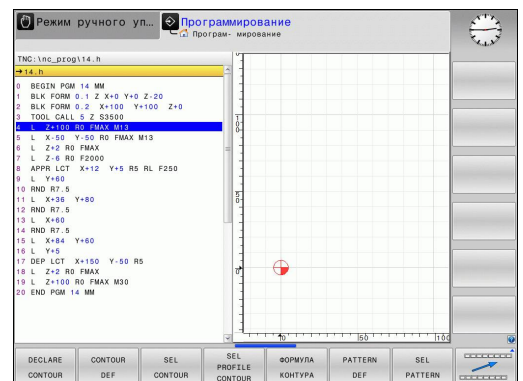 Режим ручного уп...
Программирование
Програм- мирование
TNC:\nc_prog\14.h
→14.h
0 BEGIN PGM 14 MM
1 BLK FORM 0.1 Z X+0 Y+0 Z-20
2 BLK FORM 0.2 X+100 Y+100 Z+0
3 TOOL CALL 5 Z S3500
4 L Z+100 R0 FMAX M13
5 L X-50 Y-50 R0 FMAX M13
6 L Z+2 R0 FMAX
7 L Z-6 R0 F2000
8 APPR LCT X+12 Y+5 R5 RL F250
9 L Y+60
10 RND R7.5
11 L X+36 Y+80
12 RND R7.5
13 L X+60
14 RND R7.5
15 L X+84 Y+60
16 L Y+5
17 DEP LCT X+150 Y-50 R5
18 L Z+2 R0 FMAX
19 L Z+100 R0 FMAX M30
20 END PGM 14 MM
100
50
0
0
50
100
DECLARE CONTOUR
CONTOUR DEF
SEL CONTOUR
SEL PROFILE CONTOUR
ФОРМУЛА КОНТУРА
PATTERN DEF
SEL PATTERN